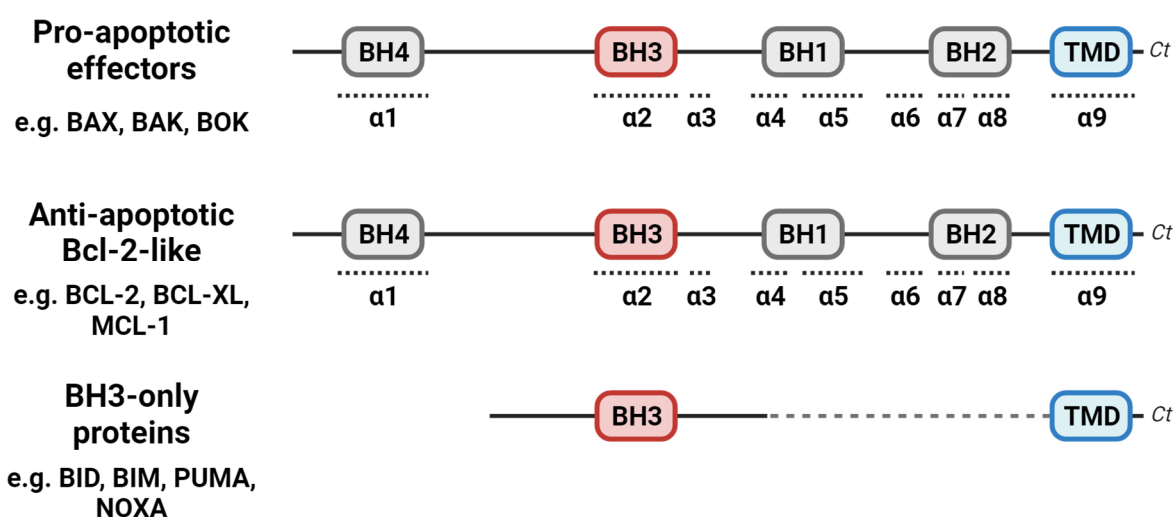 Pro-apoptotic
effectors
e.g. BAX, BAK, BOK
BH4 BH3 BH1 BH2 TMD Ct
α1 α2 α3 α4 α5 α6 α7 α8 α9
Anti-apoptotic
Bcl-2-like
e.g. BCL-2, BCL-XL,
MCL-1
BH4 BH3 BH1 BH2 TMD Ct
α1 α2 α3 α4 α5 α6 α7 α8 α9
BH3-only
proteins
e.g. BID, BIM, PUMA,
NOXA
BH3 TMD Ct